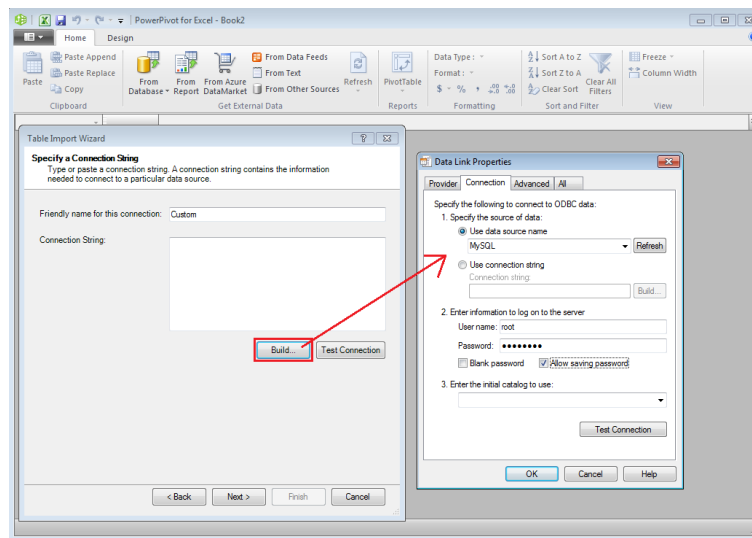 PowerPivot for Excel - Book2
Home Design
Paste
Paste Append
Paste Replace
Copy
Clipboard
From Database
From Report
From Azure DataMarket
From Data Feeds
From Text
From Other Sources
Get External Data
Refresh
PivotTable
Reports
Data Type :
Format :
$ % , .00 .00
Formatting
Sort A to Z
Sort Z to A
Clear Sort
Clear All Filters
Sort and Filter
Freeze
Column Width
View
Table Import Wizard
Specify a Connection String
Type or paste a connection string. A connection string contains the information
needed to connect to a particular data source.
Friendly name for this connection: Custom
Connection String:
Build... Test Connection
< Back Next > Finish Cancel
Data Link Properties
Provider Connection Advanced All
Specify the following to connect to ODBC data:
1. Specify the source of data:
Use data source name
MySQL Refresh
Use connection string
Connection string:
Build...
2. Enter information to log on to the server
User name: root
Password: ●●●●●●●●
Blank password Allow saving password
3. Enter the initial catalog to use:
Test Connection
OK Cancel Help